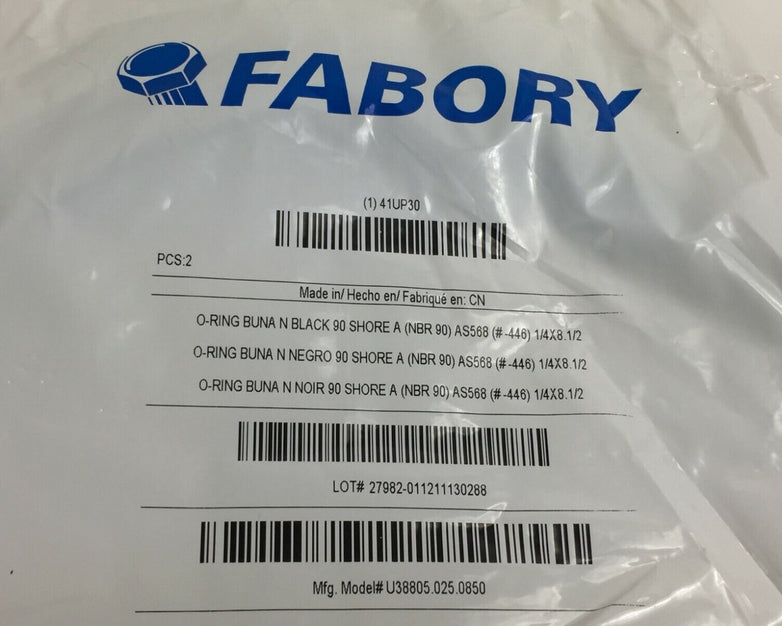 FABORY
(1) 41UP30
PCS:2
Made in/ Hecho en/ Fabriqué en: CN
O-RING BUNA N BLACK 90 SHORE A (NBR 90) AS568 (#-446) 1/4X8.1/2
O-RING BUNA N NEGRO 90 SHORE A (NBR 90) AS568 (#-446) 1/4X8.1/2
O-RING BUNA N NOIR 90 SHORE A (NBR 90) AS568 (#-446) 1/4X8.1/2
LOT# 27982-011211130288
Mfg. Model# U38805.025.0850